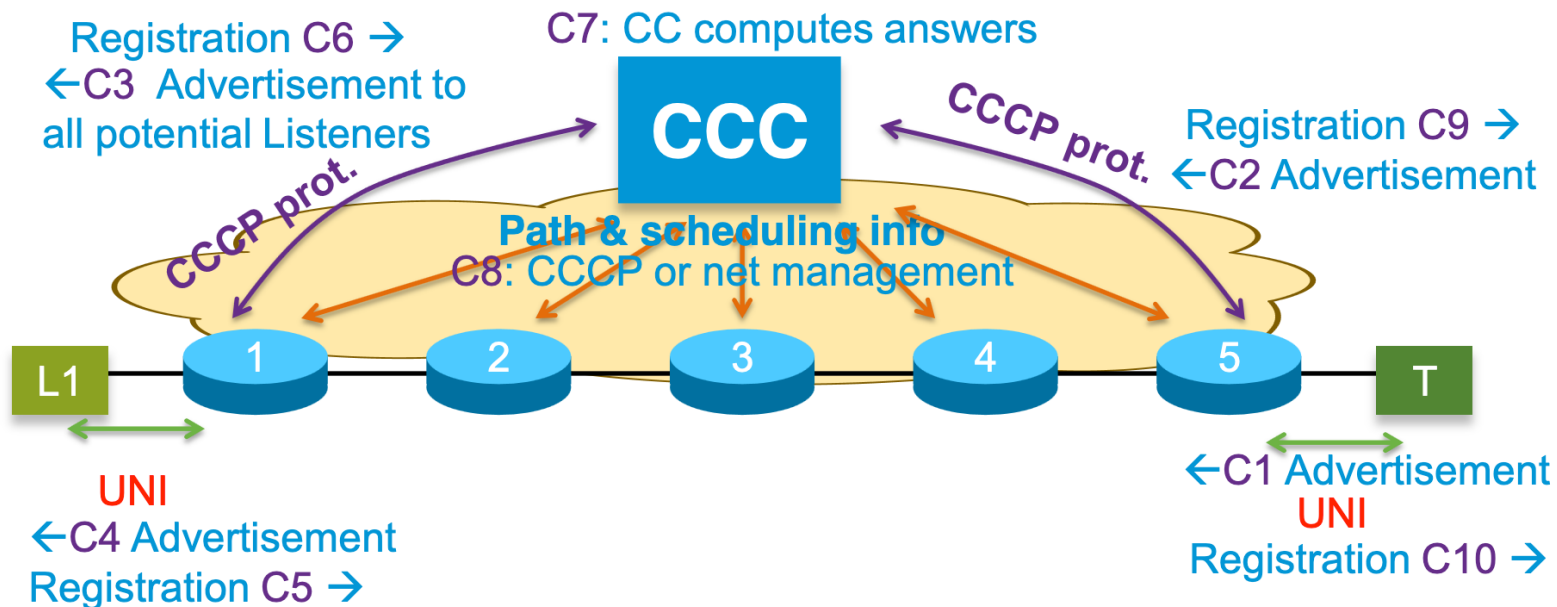 Registration C6 →
←C3 Advertisement to
all potential Listeners
C7: CC computes answers
CCC
CCCP prot.
CCCP prot.
Registration C9 →
←C2 Advertisement
Path & scheduling info
C8: CCCP or net management
L1
1
2
3
4
5
T
UNI
←C4 Advertisement
Registration C5 →
←C1 Advertisement
UNI
Registration C10 →